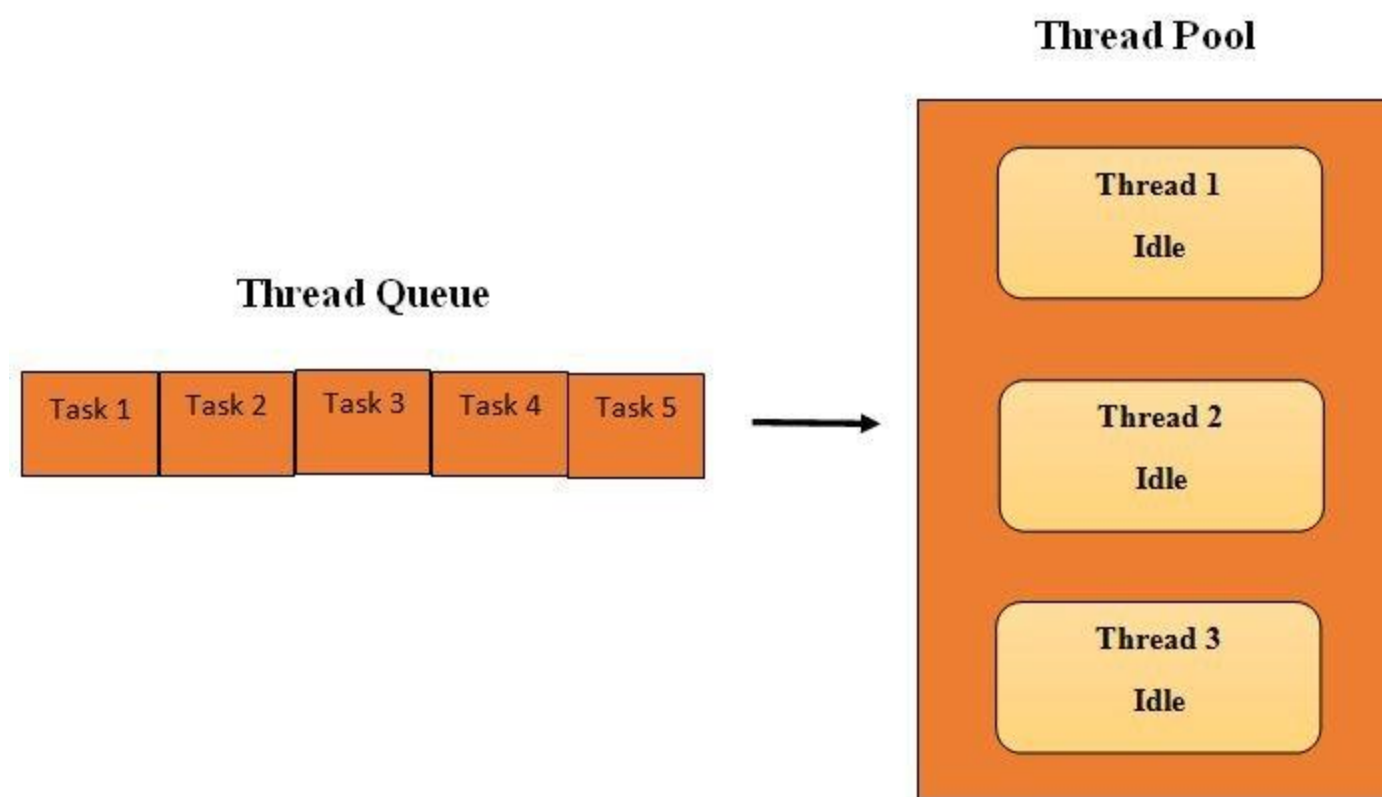 Thread Pool
Thread 1
Idle
Thread Queue
Task 1 Task 2 Task 3 Task 4 Task 5
Thread 2
Idle
Thread 3
Idle